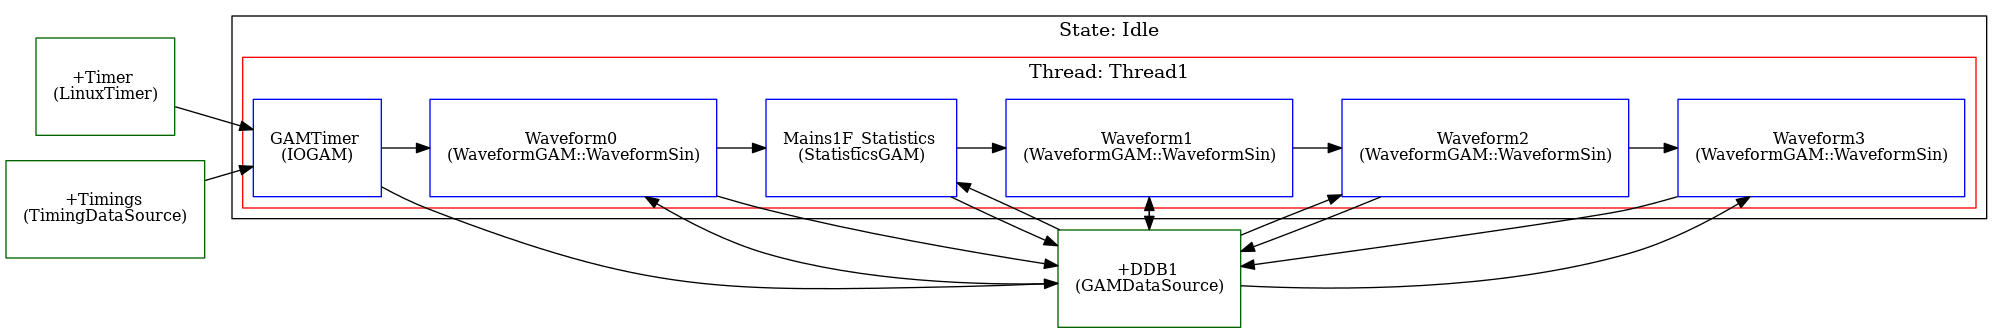 State: Idle
Thread: Thread1
+Timer
(LinuxTimer)
+Timings
(TimingDataSource)
GAMTimer
(IOGAM)
Waveform0
(WaveformGAM::WaveformSin)
Mains1F_Statistics
(StatisticsGAM)
Waveform1
(WaveformGAM::WaveformSin)
Waveform2
(WaveformGAM::WaveformSin)
Waveform3
(WaveformGAM::WaveformSin)
+DDB1
(GAMDataSource)